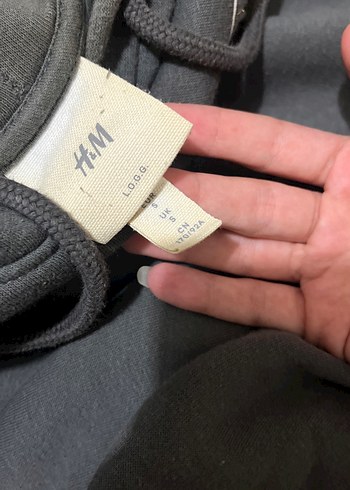 H&M
L.O.G.G.
EUR
S
UK
S
CN
170/92A